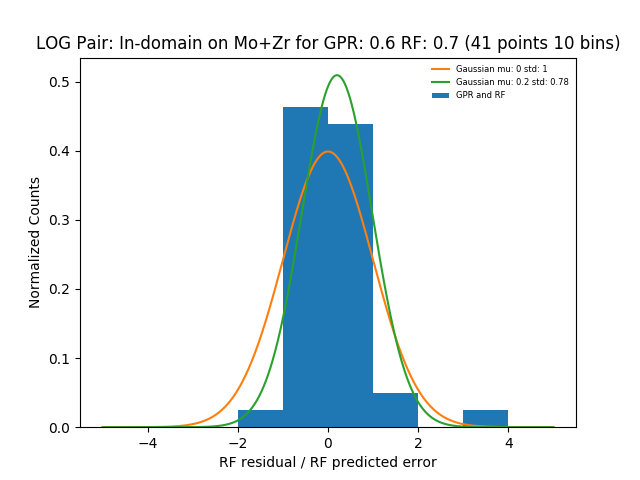 LOG Pair: In-domain on Mo+Zr for GPR: 0.6 RF: 0.7 (41 points 10 bins)
Gaussian mu: 0 std: 1
Gaussian mu: 0.2 std: 0.78
GPR and RF
Normalized Counts
0.5
0.4
0.3
0.2
0.1
0.0
−4 −2 0 2 4
RF residual / RF predicted error